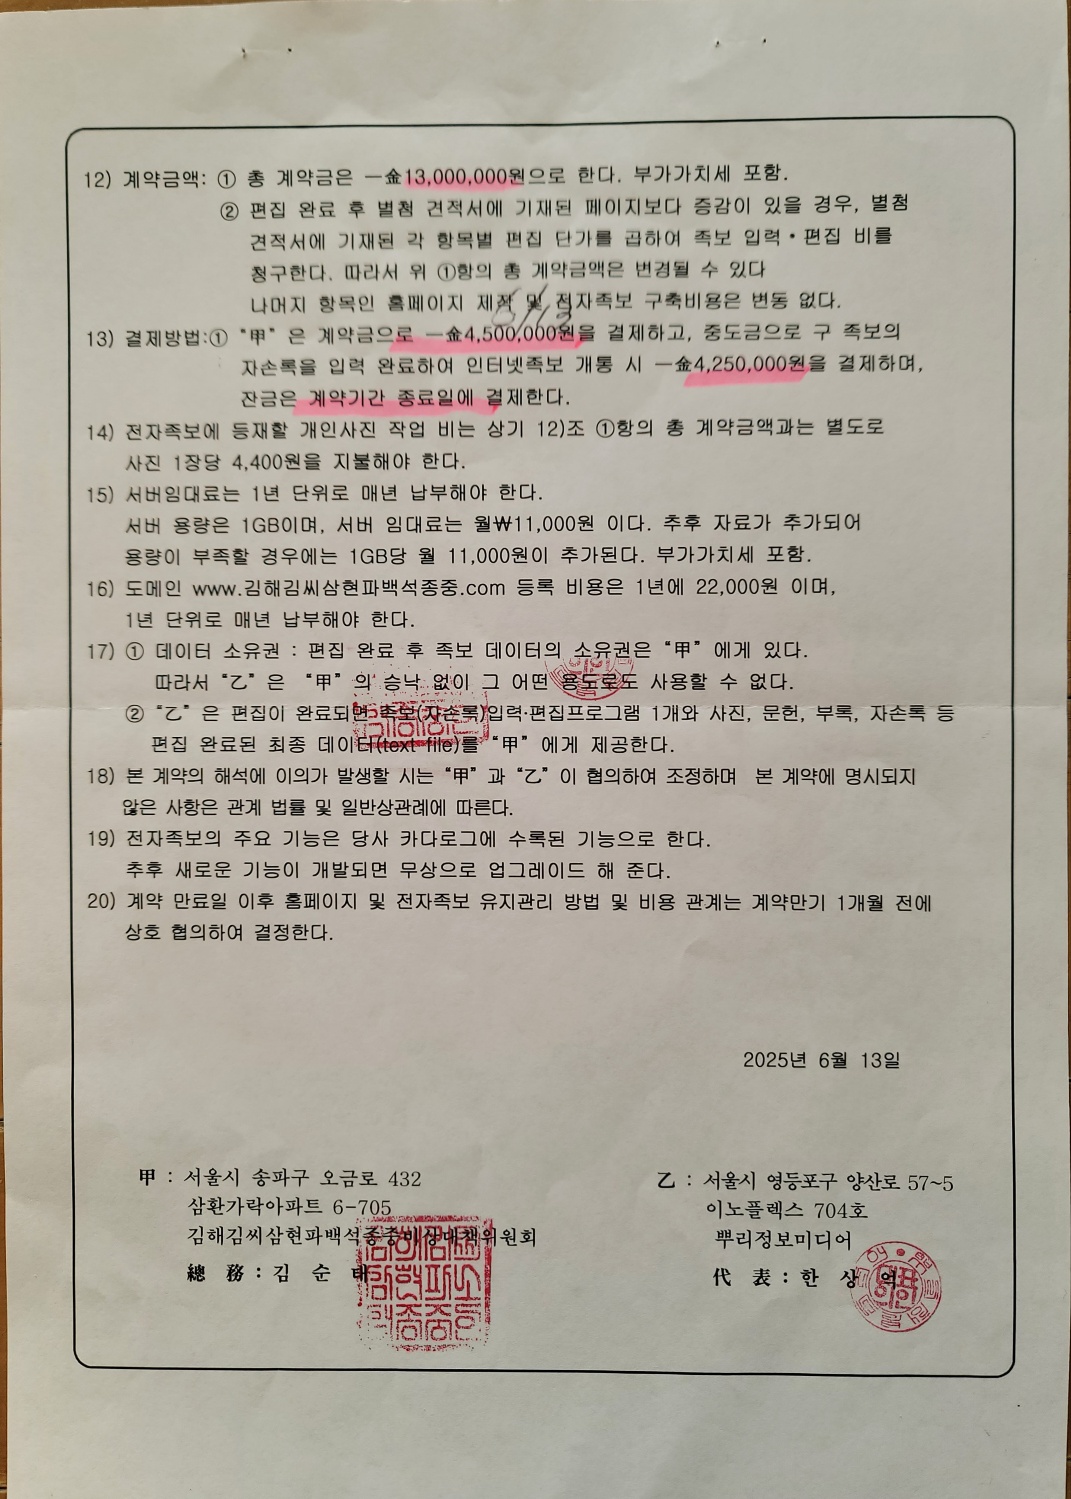 12) 계약금액: ① 총 계약금은 一金13,000,000원으로 한다. 부가가치세 포함.
② 편집 완료 후 별첨 견적서에 기재된 페이지보다 증감이 있을 경우, 별첨
견적서에 기재된 각 항목별 편집 단가를 곱하여 족보 입력・편집 비를
청구한다. 따라서 위 ①항의 총 계약금액은 변경될 수 있다
나머지 항목인 홈페이지 제작 및 전자족보 구축비용은 변동 없다.
6/13
13) 결제방법:① “甲” 은 계약금으로 一金4,500,000원을 결제하고, 중도금으로 구 족보의
자손록을 입력 완료하여 인터넷족보 개통 시 一金4,250,000원을 결제하며,
잔금은 계약기간 종료일에 결제한다.
14) 전자족보에 등재할 개인사진 작업 비는 상기 12)조 ①항의 총 계약금액과는 별도로
사진 1장당 4,400원을 지불해야 한다.
15) 서버임대료는 1년 단위로 매년 납부해야 한다.
서버 용량은 1GB이며, 서버 임대료는 월₩11,000원 이다. 추후 자료가 추가되어
용량이 부족할 경우에는 1GB당 월 11,000원이 추가된다. 부가가치세 포함.
16) 도메인 www.김해김씨삼현파백석종중.com 등록 비용은 1년에 22,000원 이며,
1년 단위로 매년 납부해야 한다.
17) ① 데이터 소유권 : 편집 완료 후 족보 데이터의 소유권은 “甲” 에게 있다.
따라서 “乙” 은 “甲” 의 승낙 없이 그 어떤 용도로도 사용할 수 없다.
② “乙” 은 편집이 완료되면 족보(자손록)입력·편집프로그램 1개와 사진, 문헌, 부록, 자손록 등
편집 완료된 최종 데이터(text file)를 “甲” 에게 제공한다.
18) 본 계약의 해석에 이의가 발생할 시는 “甲” 과 “乙” 이 협의하여 조정하며 본 계약에 명시되지
않은 사항은 관계 법률 및 일반상관례에 따른다.
19) 전자족보의 주요 기능은 당사 카다로그에 수록된 기능으로 한다.
추후 새로운 기능이 개발되면 무상으로 업그레이드 해 준다.
20) 계약 만료일 이후 홈페이지 및 전자족보 유지관리 방법 및 비용 관계는 계약만기 1개월 전에
상호 협의하여 결정한다.
2025년 6월 13일
甲 : 서울시 송파구 오금로 432
삼환가락아파트 6-705
김해김씨삼현파백석종중비상대책위원회
總 務 : 김 순 태
乙 : 서울시 영등포구 양산로 57~5
이노플렉스 704호
뿌리정보미디어
代 表 : 한 상 억